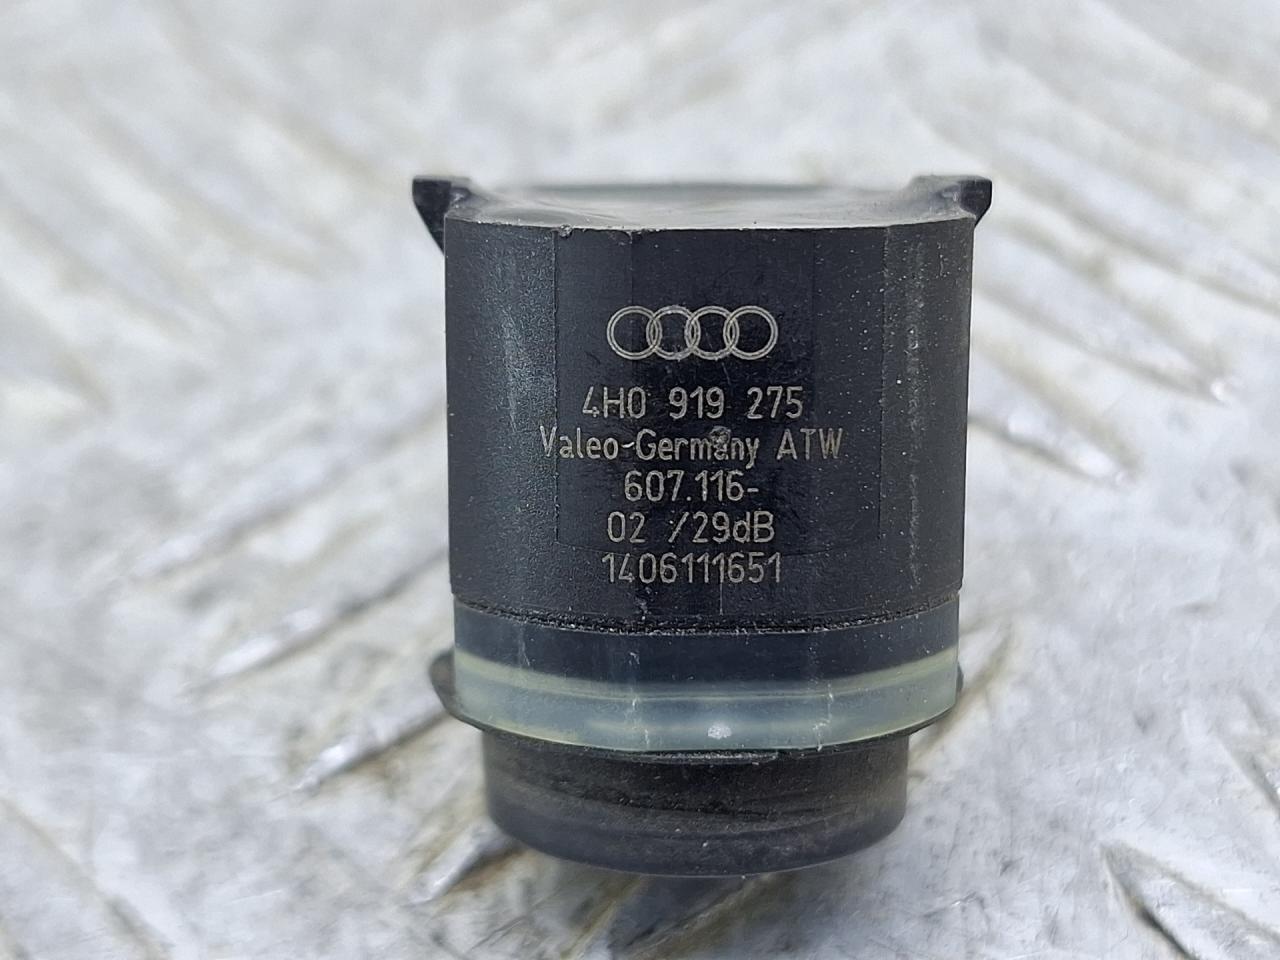 4H0 919 275
Valeo-Germany ATW
607.116-
02 /29dB
1406111651